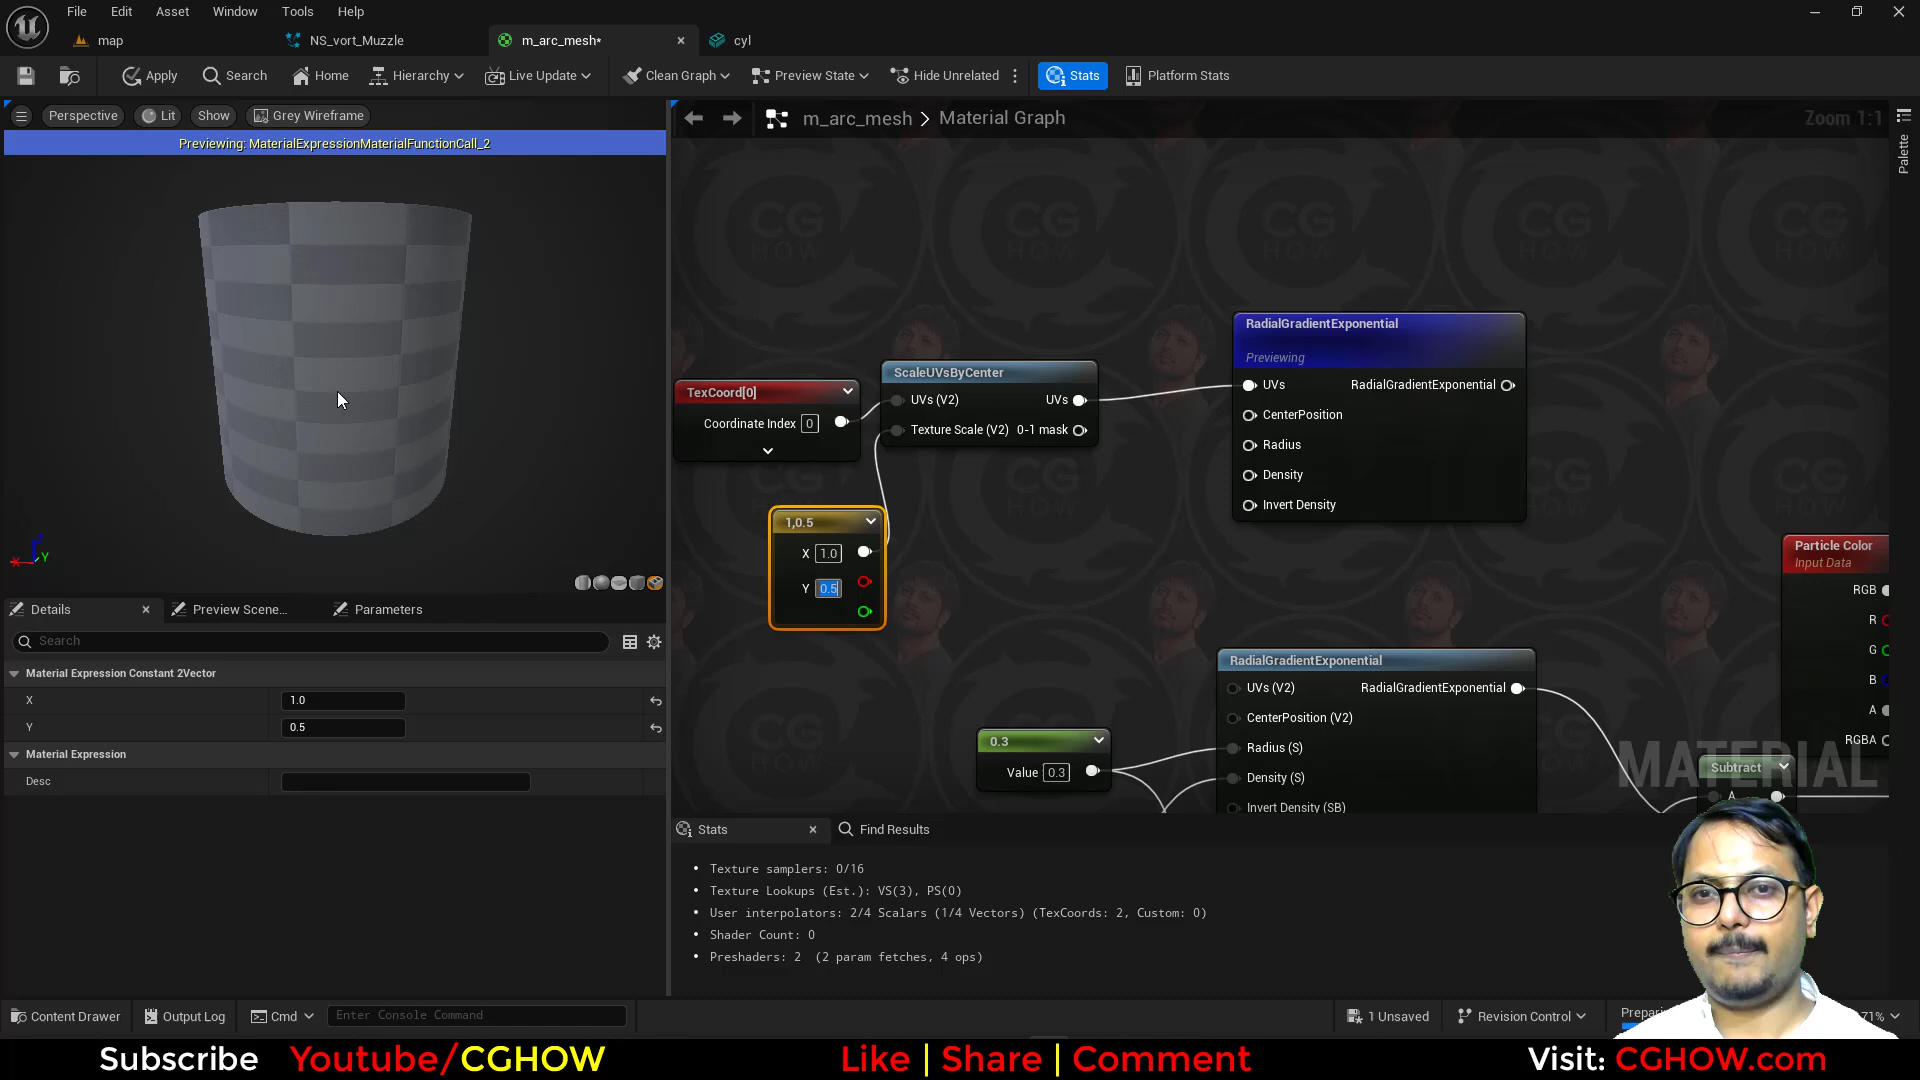 File Edit Asset Window Tools Help
map NS_vort_Muzzle m_arc_mesh* cyl
Apply Search Home Hierarchy Live Update Clean Graph Preview State Hide Unrelated Stats Platform Stats
Perspective Lit Show Grey Wireframe
Previewing: MaterialExpressionMaterialFunctionCall_2
m_arc_mesh > Material Graph Zoom 1:1
Palette
CG HOW
RadialGradientExponential
Previewing
UVs RadialGradientExponential
CenterPosition
Radius
Density
Invert Density
TexCoord[0]
Coordinate Index 0
ScaleUVsByCenter
UVs (V2) UVs
Texture Scale (V2) 0-1 mask
1,0.5
X 1.0
Y 0.5
Particle Color
Input Data
RGB
R
G
B
A
RGBA
RadialGradientExponential
UVs (V2) RadialGradientExponential
CenterPosition (V2)
Radius (S)
Density (S)
Invert Density (SB)
0.3
Value 0.3
Subtract
A
MATERIAL
X Y
Details Preview Scene... Parameters
Search
Material Expression Constant 2Vector
X 1.0
Y 0.5
Material Expression
Desc
Stats Find Results
• Texture samplers: 0/16
• Texture Lookups (Est.): VS(3), PS(0)
• User interpolators: 2/4 Scalars (1/4 Vectors) (TexCoords: 2, Custom: 0)
• Shader Count: 0
• Preshaders: 2 (2 param fetches, 4 ops)
Content Drawer Output Log Cmd Enter Console Command 1 Unsaved Revision Control 71%
Subscribe Youtube/CGHOW Like | Share | Comment Visit: CGHOW.com